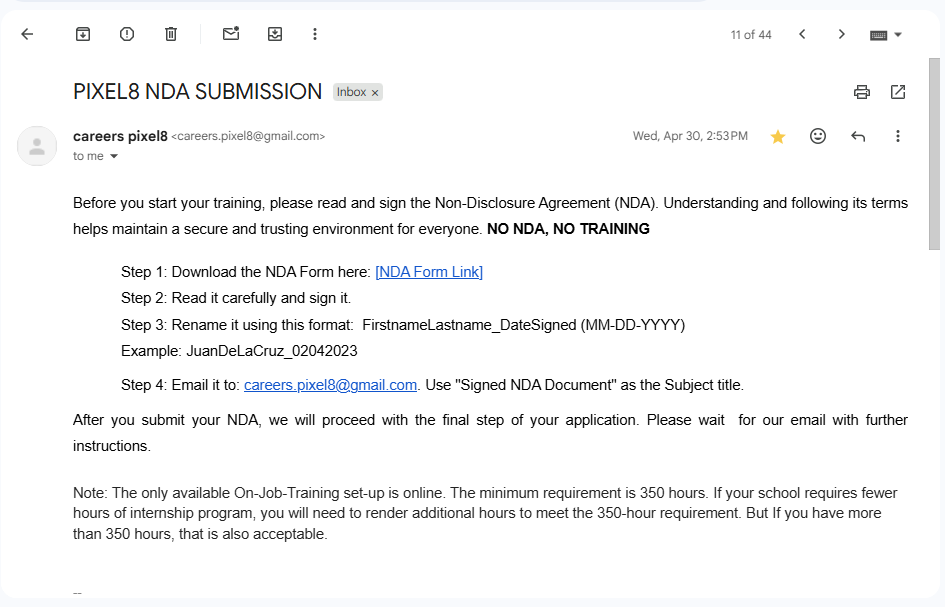 11 of 44
PIXEL8 NDA SUBMISSION Inbox ×
careers pixel8 <careers.pixel8@gmail.com> Wed, Apr 30, 2:53 PM
to me
Before you start your training, please read and sign the Non-Disclosure Agreement (NDA). Understanding and following its terms
helps maintain a secure and trusting environment for everyone. NO NDA, NO TRAINING
Step 1: Download the NDA Form here: [NDA Form Link]
Step 2: Read it carefully and sign it.
Step 3: Rename it using this format:  FirstnameLastname_DateSigned (MM-DD-YYYY)
Example: JuanDeLaCruz_02042023
Step 4: Email it to: careers.pixel8@gmail.com. Use "Signed NDA Document" as the Subject title.
After you submit your NDA, we will proceed with the final step of your application. Please wait  for our email with further
instructions.
Note: The only available On-Job-Training set-up is online. The minimum requirement is 350 hours. If your school requires fewer
hours of internship program, you will need to render additional hours to meet the 350-hour requirement. But If you have more
than 350 hours, that is also acceptable.
--